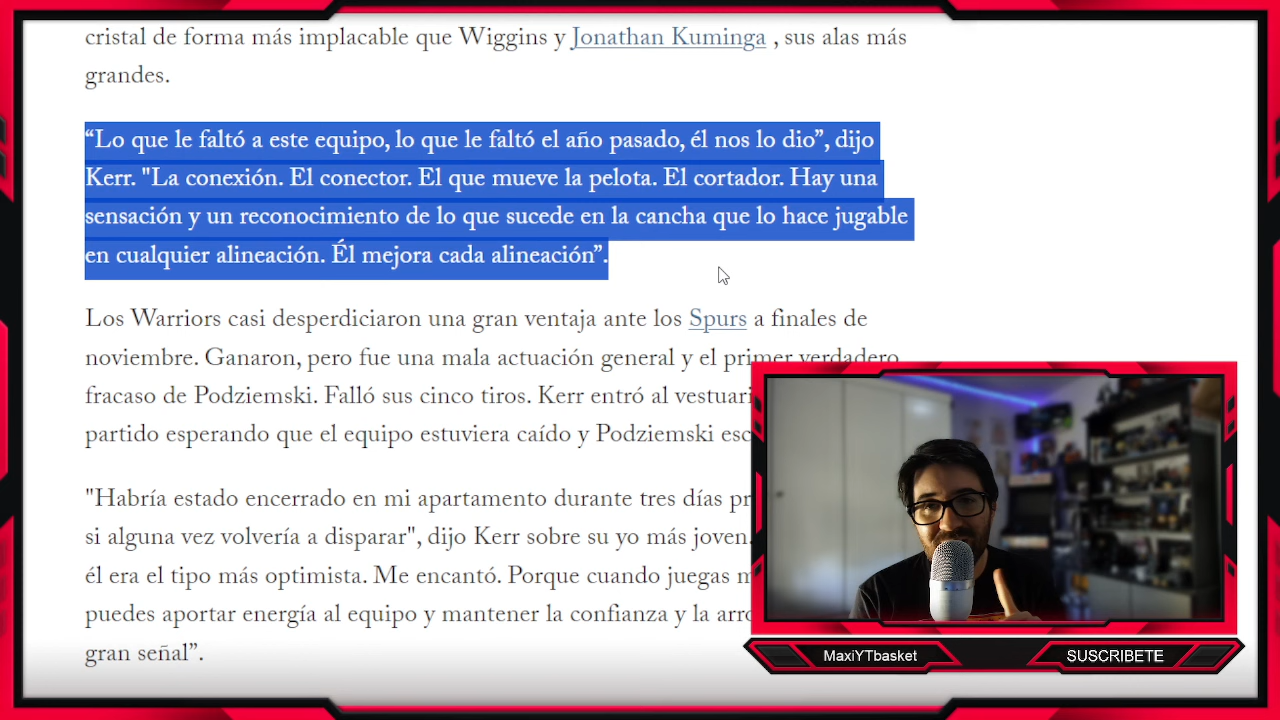 cristal de forma más implacable que Wiggins y Jonathan Kuminga , sus alas más
grandes.
“Lo que le faltó a este equipo, lo que le faltó el año pasado, él nos lo dio”, dijo
Kerr. "La conexión. El conector. El que mueve la pelota. El cortador. Hay una
sensación y un reconocimiento de lo que sucede en la cancha que lo hace jugable
en cualquier alineación. Él mejora cada alineación”.
Los Warriors casi desperdiciaron una gran ventaja ante los Spurs a finales de
noviembre. Ganaron, pero fue una mala actuación general y el primer verdadero
fracaso de Podziemski. Falló sus cinco tiros. Kerr entró al
partido esperando que el equipo estuviera caído y Podziemski
"Habría estado encerrado en mi apartamento durante tres días
si alguna vez volvería a disparar", dijo Kerr sobre su yo más joven.
él era el tipo más optimista. Me encantó. Porque cuando juegas
puedes aportar energía al equipo y mantener la confianza y la
gran señal”.
MaxiYTbasket
SUSCRIBETE